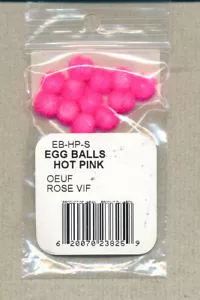 EB-HP-S
EGG BALLS
HOT PINK
OEUF
ROSE VIF
6 20070 23825 9